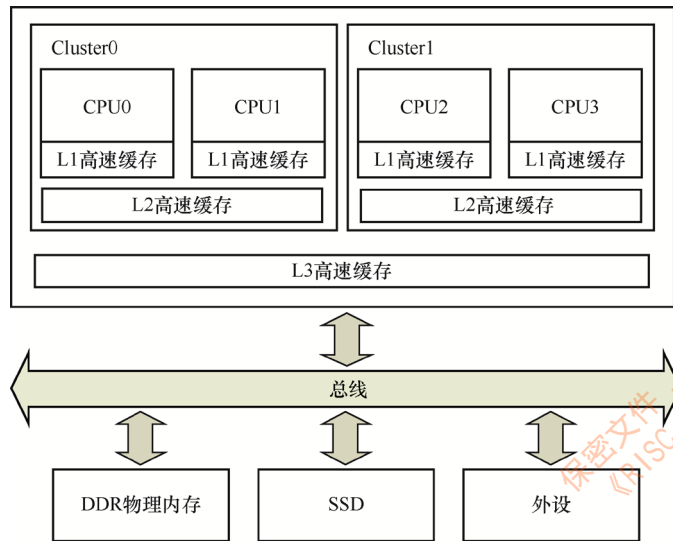 Cluster0
Cluster1
CPU0
CPU1
CPU2
CPU3
L1高速缓存
L1高速缓存
L1高速缓存
L1高速缓存
L2高速缓存
L2高速缓存
L3高速缓存
总线
保密文件
《RISC
DDR物理内存
SSD
外设